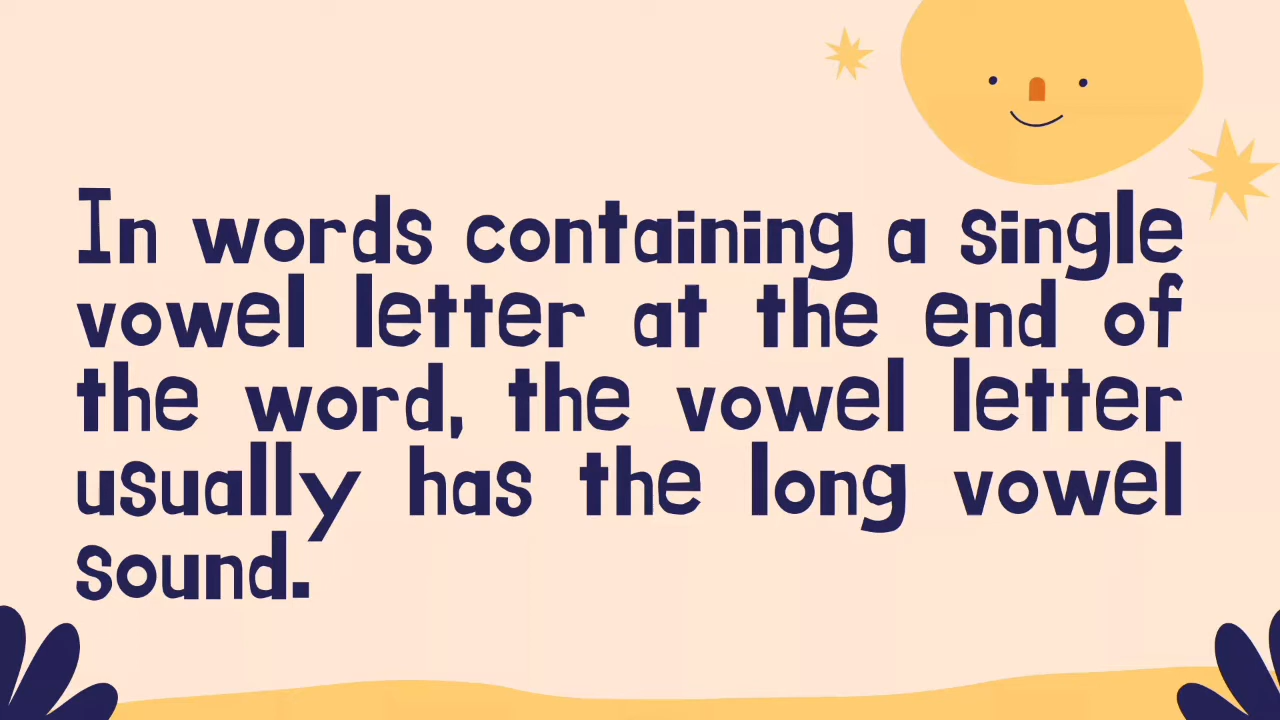 In words containing a single
vowel letter at the end of
the word, the vowel letter
usually has the long vowel
sound.